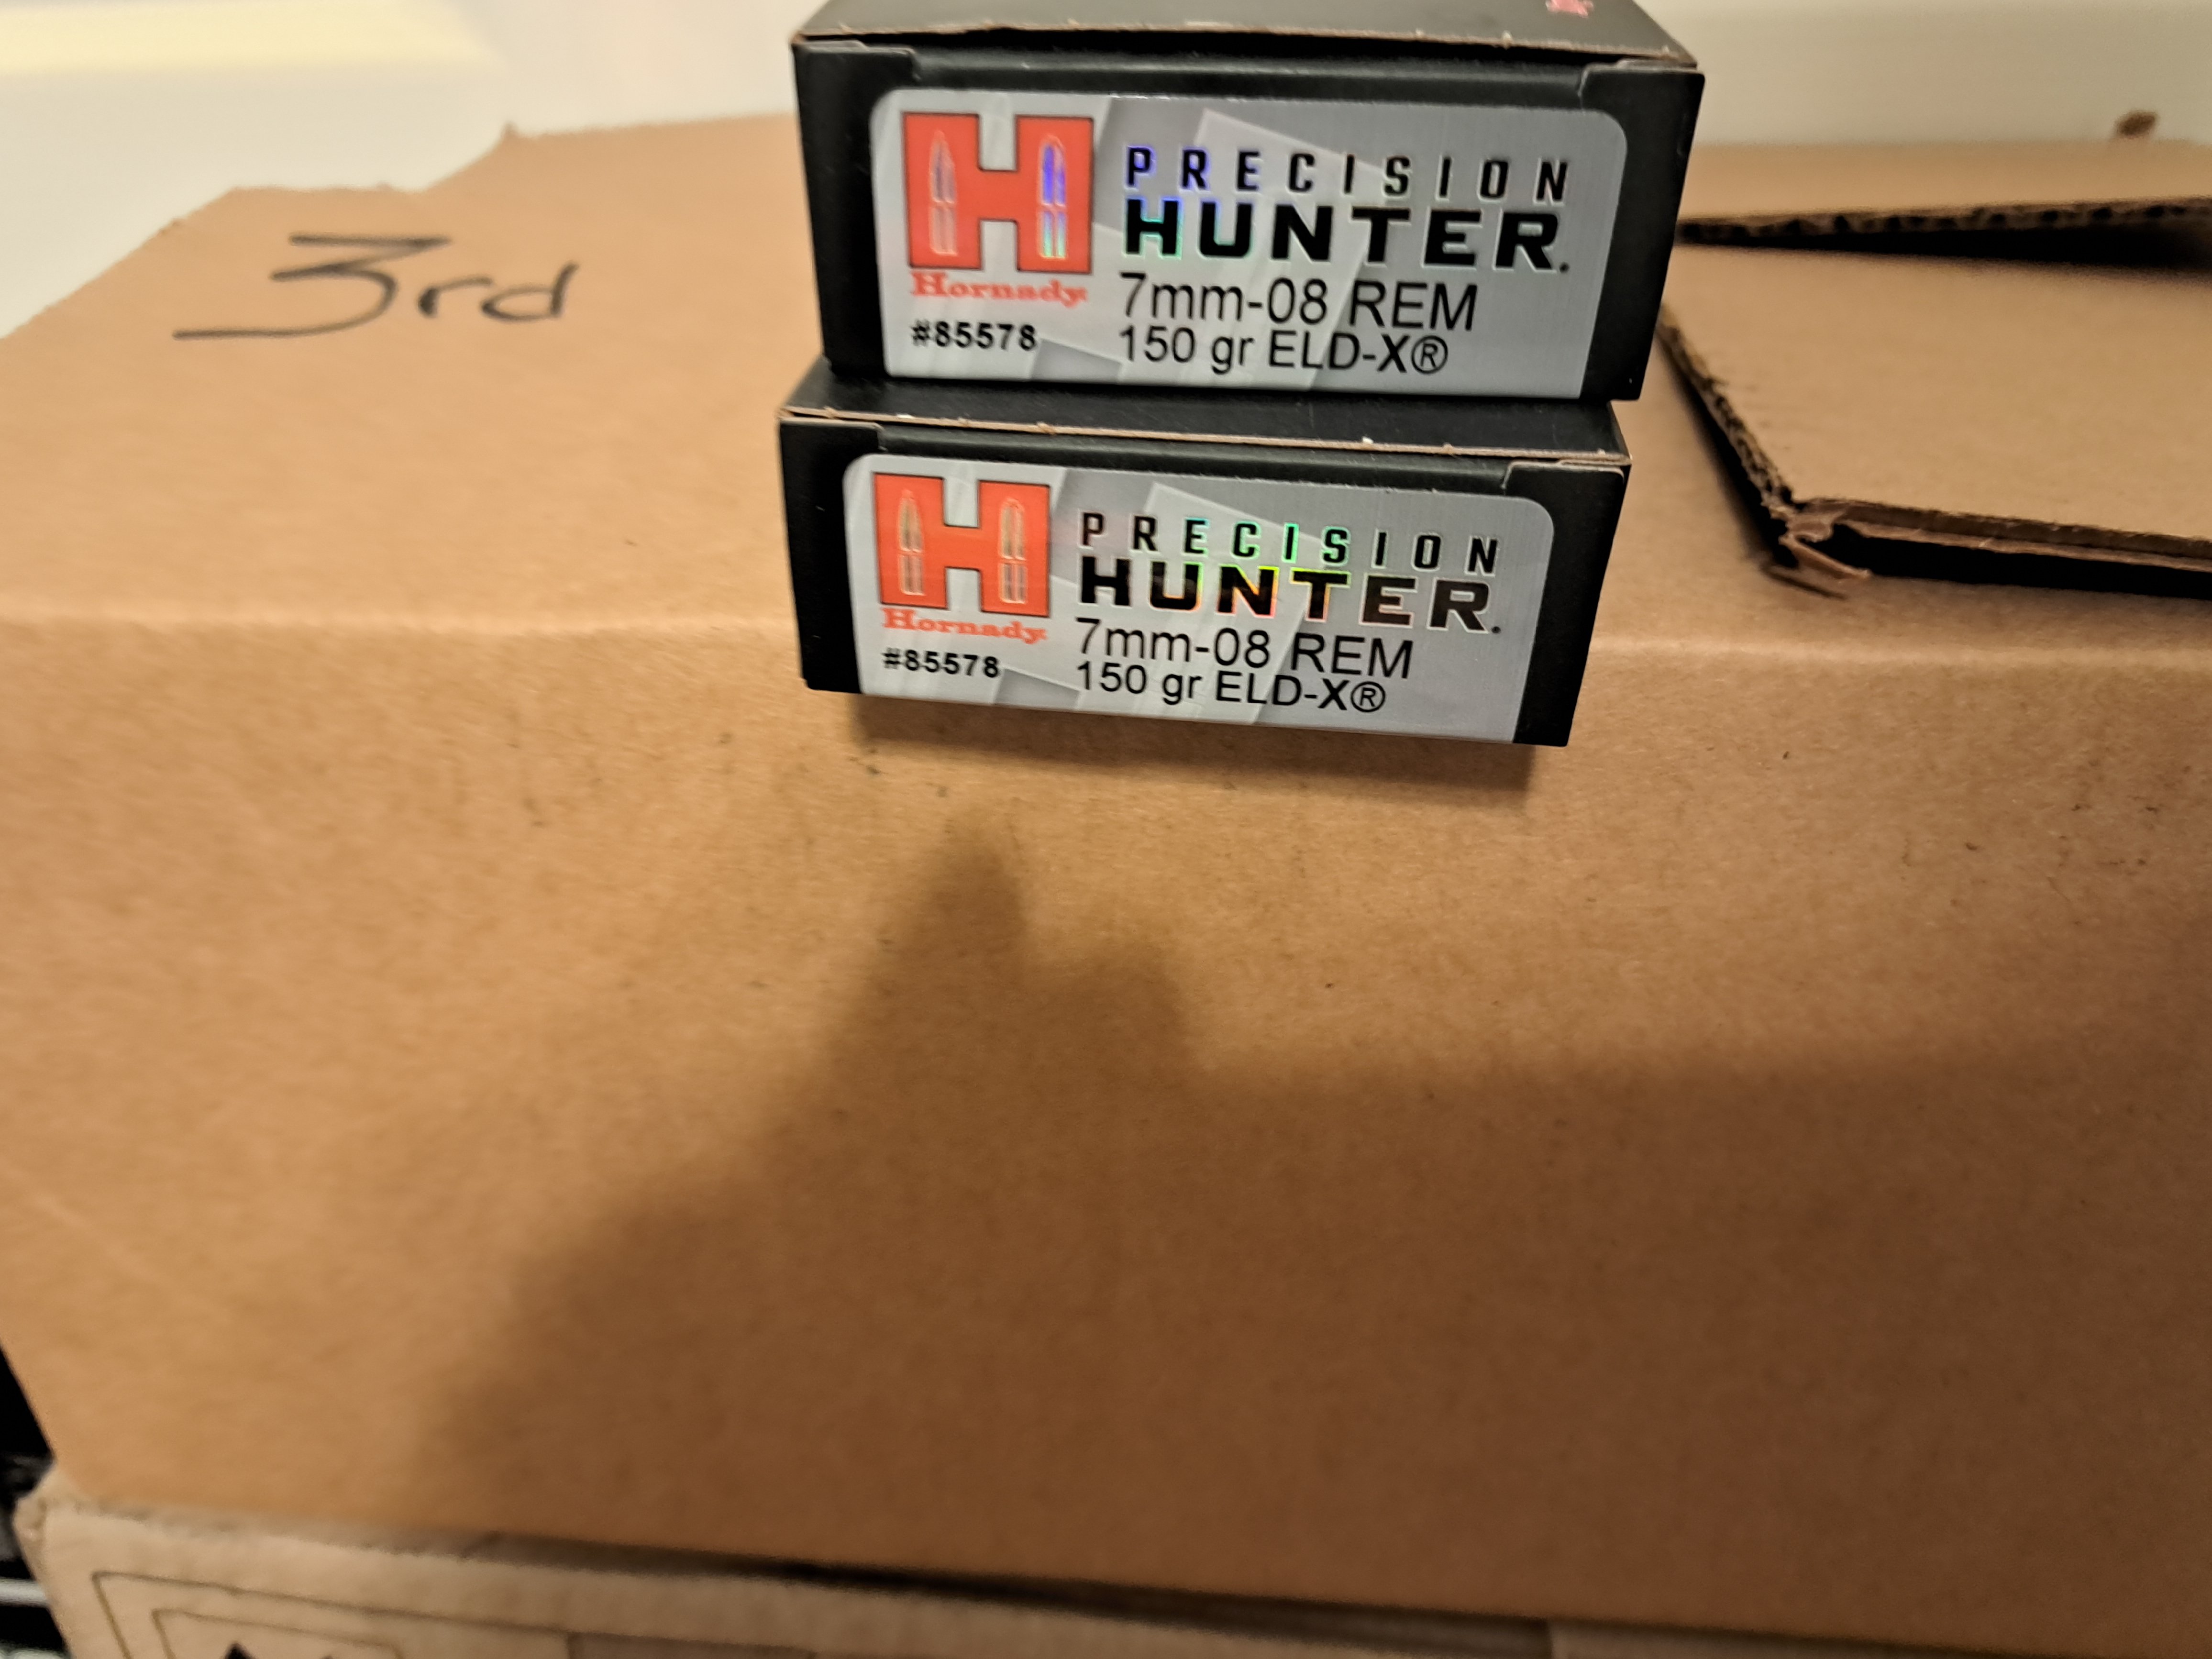 3rd
PRECISION
HUNTER®
Hornady
7mm-08 REM
#85578
150 gr ELD-X®
PRECISION
HUNTER®
Hornady
7mm-08 REM
#85578
150 gr ELD-X®